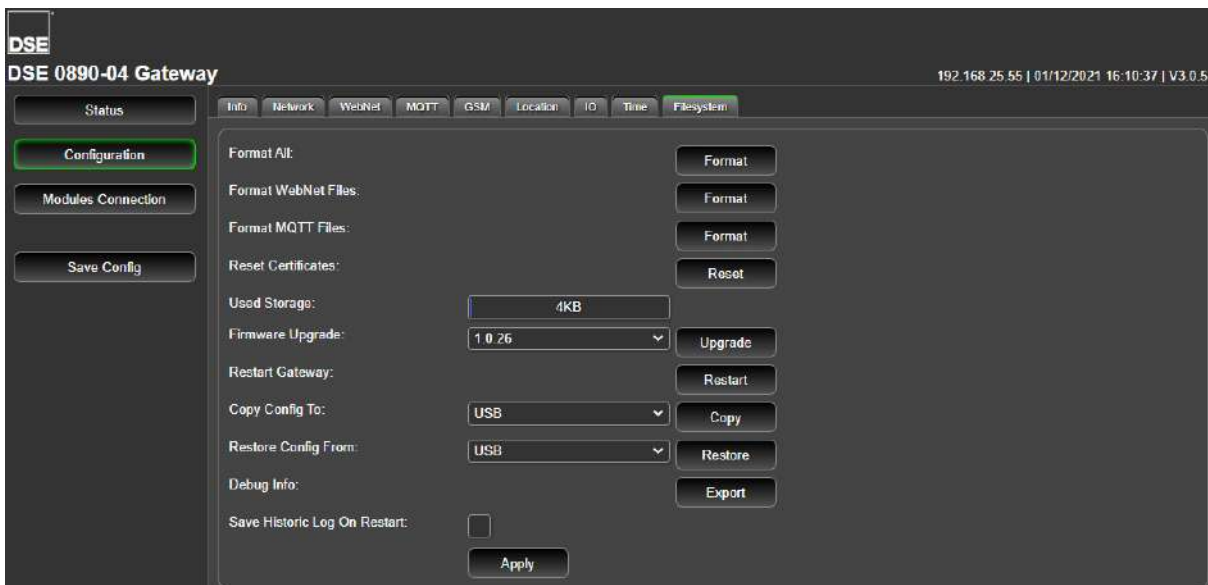 DSE
DSE 0890-04 Gateway
192.168.25.55 | 01/12/2021 16:10:37 | V3.0.5
Status
Configuration
Modules Connection
Save Config
Info Network WebNet MQTT GSM Location IO Time Filesystem
Format All: Format
Format WebNet Files: Format
Format MQTT Files: Format
Reset Certificates: Reset
Used Storage: 4KB
Firmware Upgrade: 1.0.26 Upgrade
Restart Gateway: Restart
Copy Config To: USB Copy
Restore Config From: USB Restore
Debug Info: Export
Save Historic Log On Restart:
Apply